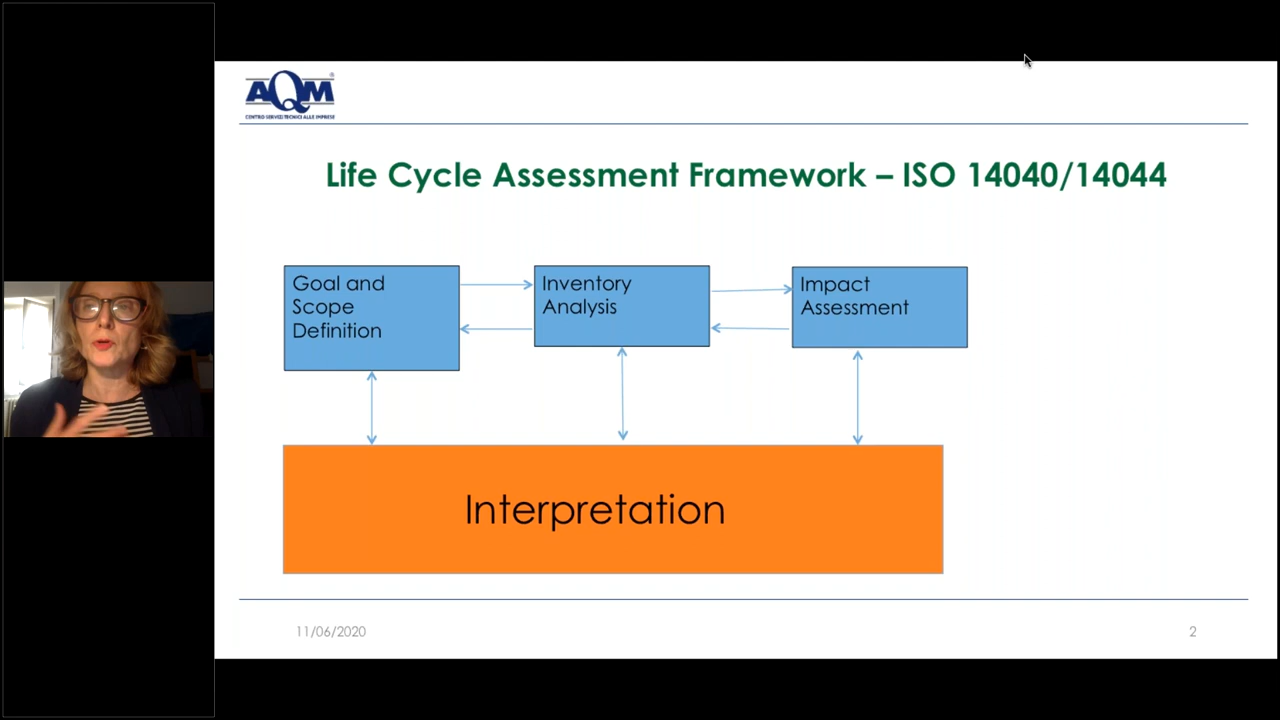 AQM®
CENTRO SERVIZI TECNICI ALLE IMPRESE
Life Cycle Assessment Framework – ISO 14040/14044
Goal and
Scope
Definition
Inventory
Analysis
Impact
Assessment
Interpretation
11/06/2020
2